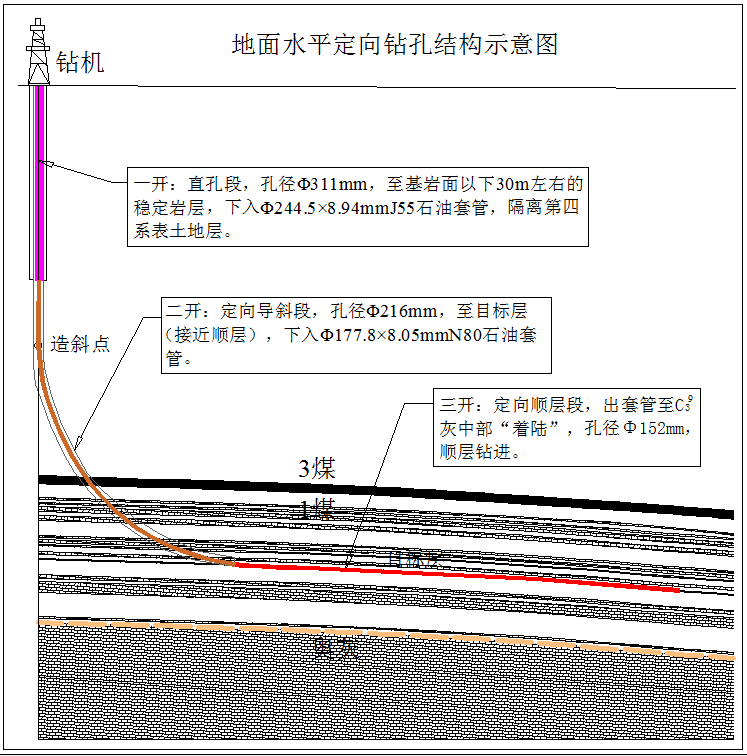 地面水平定向钻孔结构示意图
钻机
一开：直孔段，孔径Φ311mm，至基岩面以下30m左右的
稳定岩层，下入Φ244.5×8.94mmJ55石油套管，隔离第四
系表土地层。
二开：定向导斜段，孔径Φ216mm，至目标层
（接近顺层），下入Φ177.8×8.05mmN80石油套
管。
造斜点
三开：定向顺层段，出套管至C₃⁹
灰中部“着陆”，孔径Φ152mm，
顺层钻进。
3煤
1煤